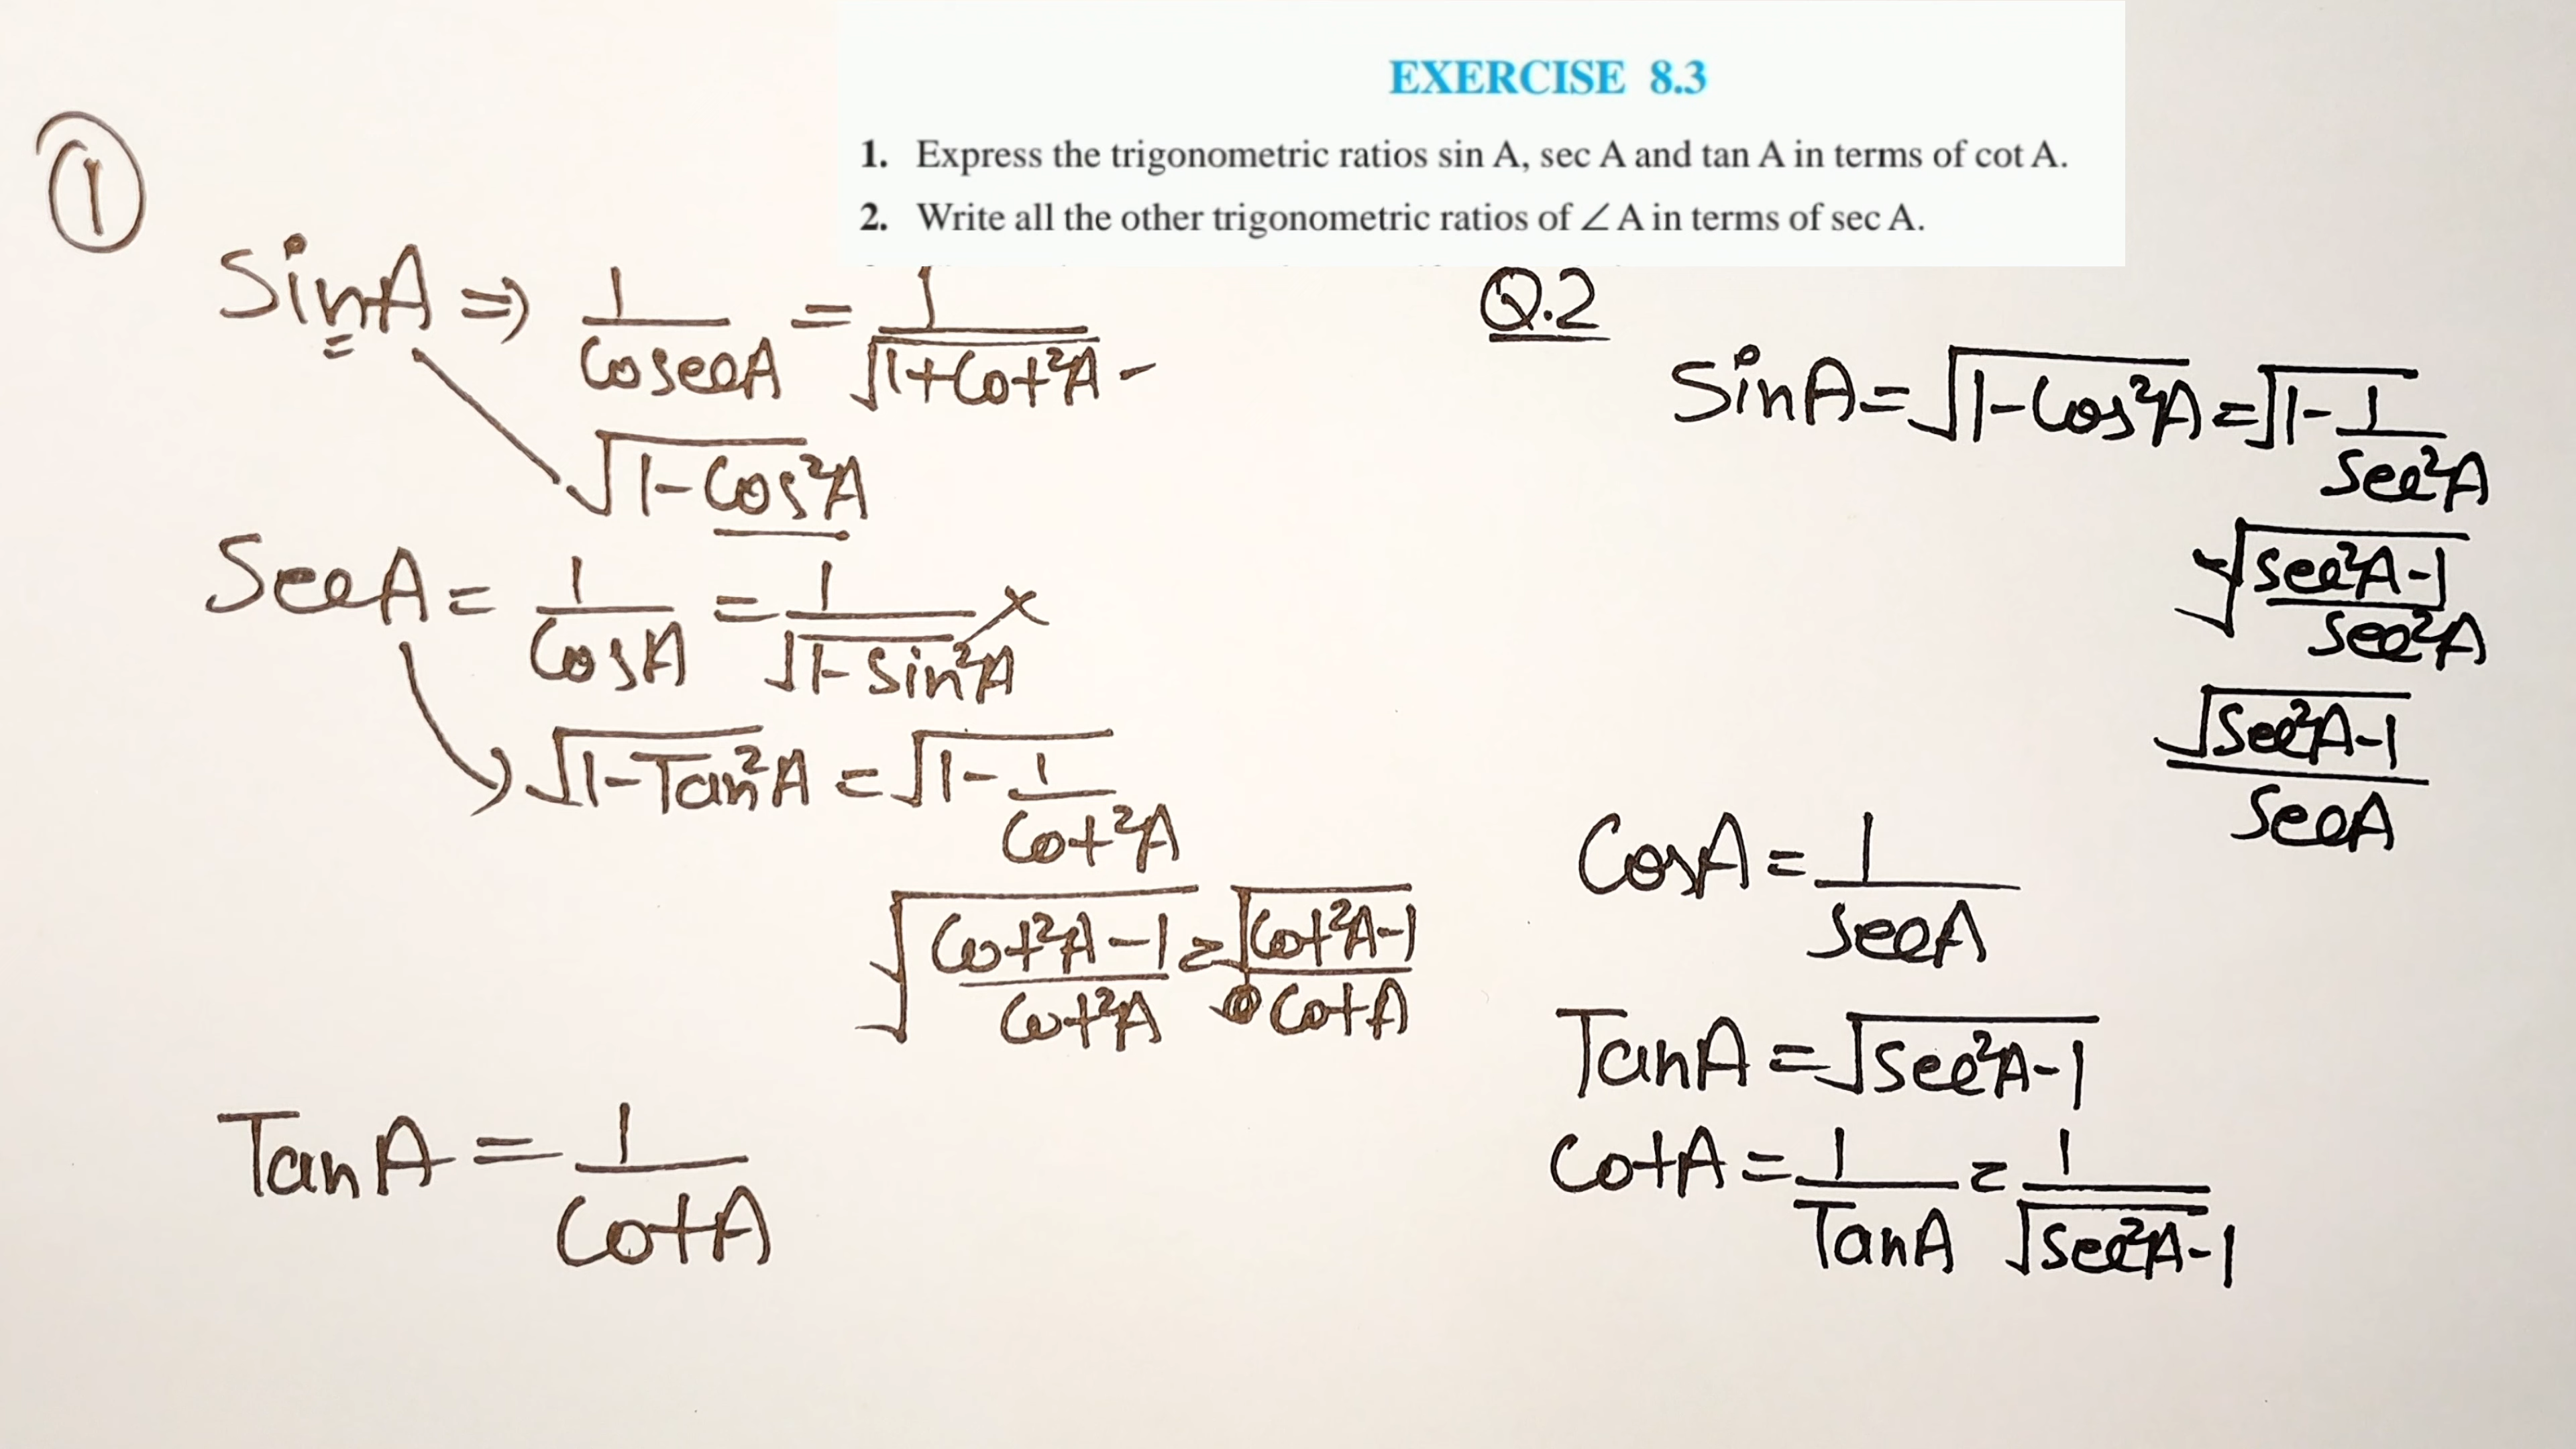 EXERCISE 8.3
1. Express the trigonometric ratios sin A, sec A and tan A in terms of cot A.
2. Write all the other trigonometric ratios of ∠A in terms of sec A.
①
SinA ⇒ 1/CosecA = 1/√(1+Cot²A) -
√(1-Cos²A)
SecA = 1/CosA = 1/√(1-Sin²A) ×
√(1-Tan²A) = √(1-1/Cot²A)
√((Cot²A-1)/Cot²A) = √(Cot²A-1)/CotA
TanA = 1/CotA
Q.2
SinA = √(1-Cos²A) = √(1-1/Sec²A)
√((Sec²A-1)/Sec²A)
√(Sec²A-1)/SecA
CosA = 1/SecA
TanA = √(Sec²A-1)
CotA = 1/TanA = 1/√(Sec²A-1)